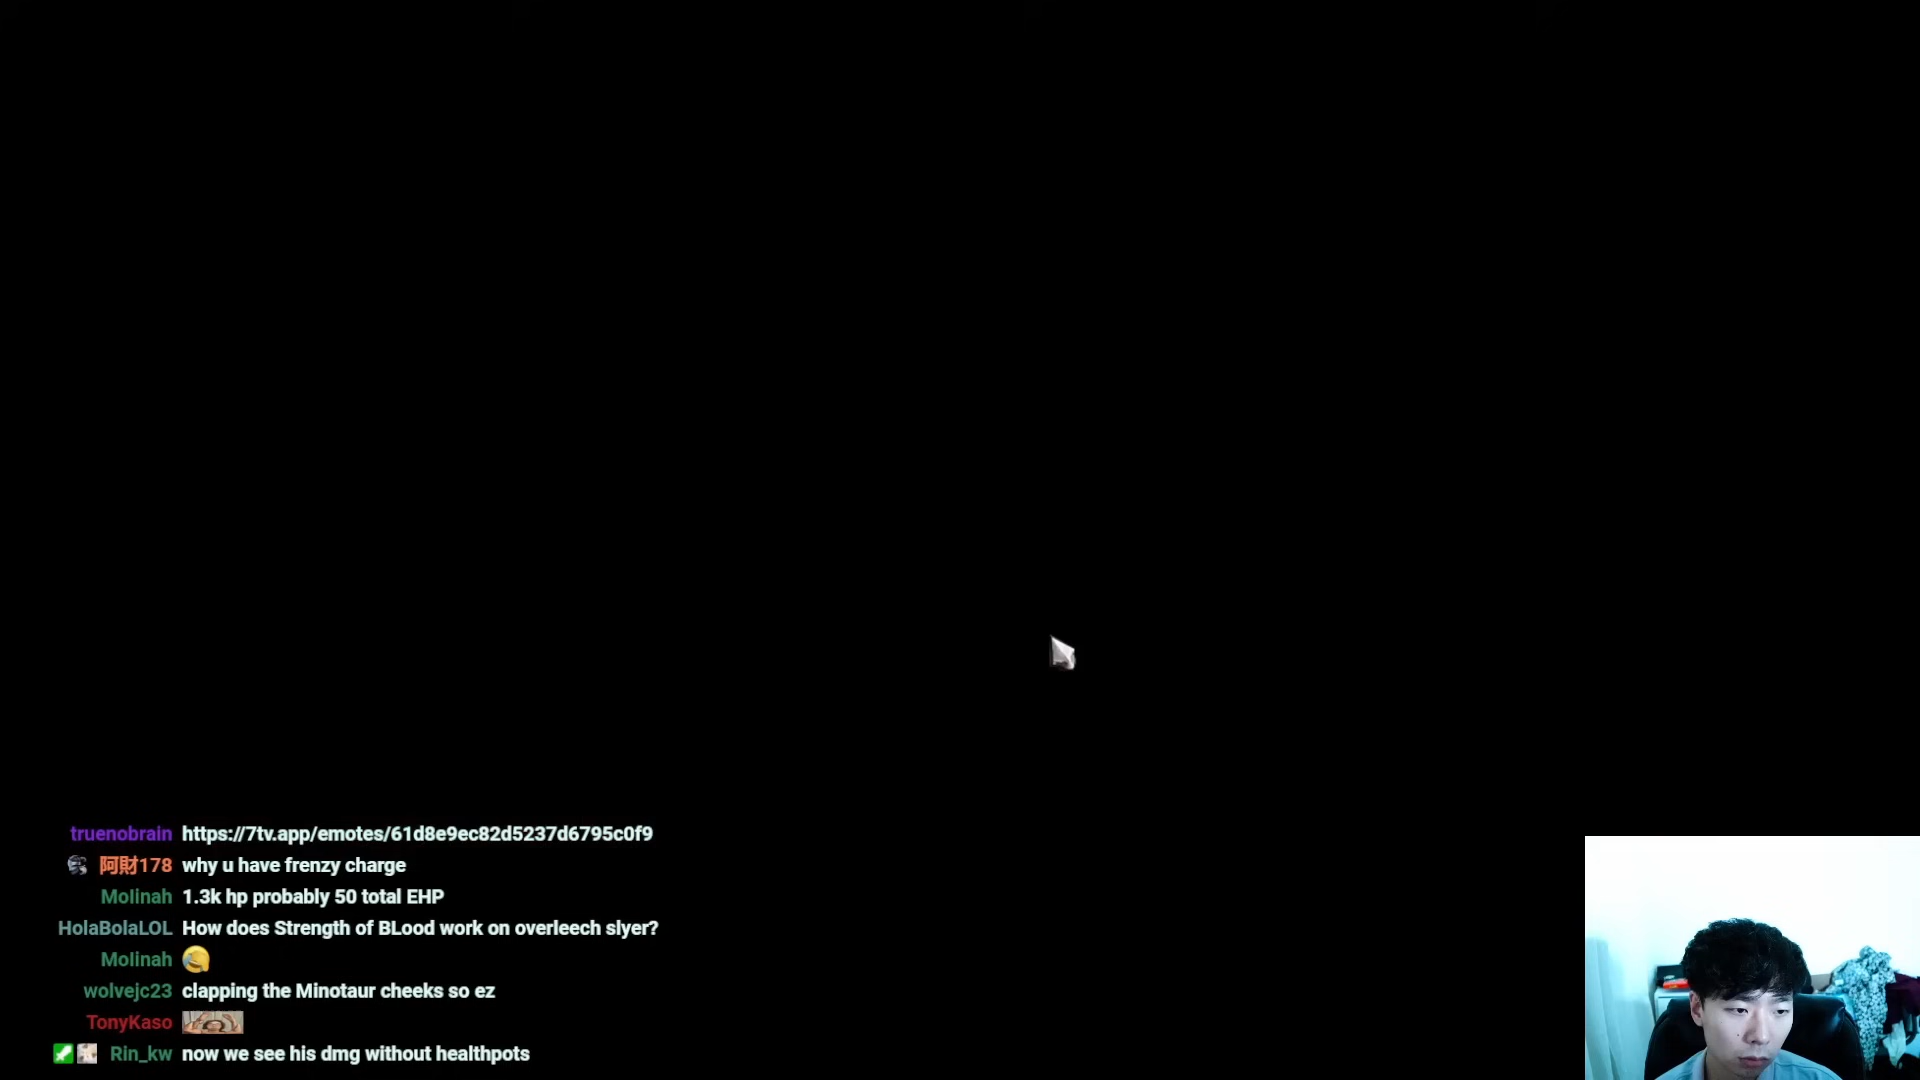 truenobrain https://7tv.app/emotes/61d8e9ec82d5237d6795c0f9
阿財178 why u have frenzy charge
Molinah 1.3k hp probably 50 total EHP
HolaBolaLOL How does Strength of BLood work on overleech slyer?
Molinah
wolvejc23 clapping the Minotaur cheeks so ez
TonyKaso
Rin_kw now we see his dmg without healthpots